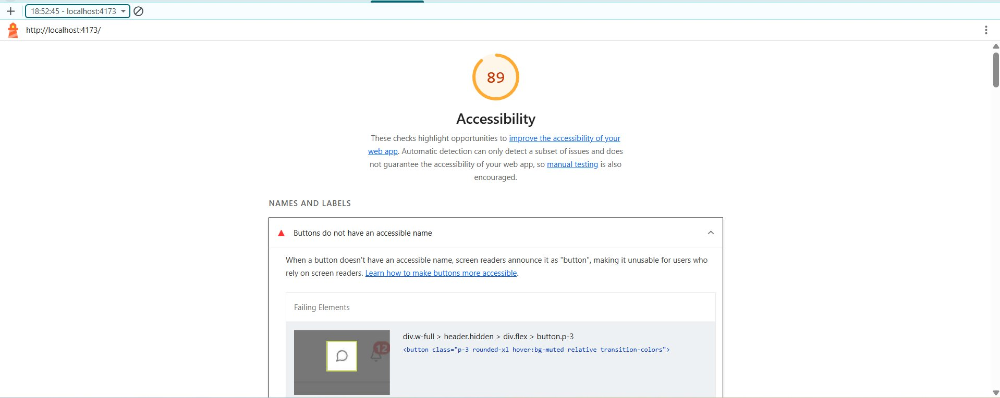 18:52:45 - localhost:4173
http://localhost:4173/
89
Accessibility
These checks highlight opportunities to improve the accessibility of your
web app. Automatic detection can only detect a subset of issues and does
not guarantee the accessibility of your web app, so manual testing is also
encouraged.
NAMES AND LABELS
Buttons do not have an accessible name
When a button doesn't have an accessible name, screen readers announce it as "button", making it unusable for users who
rely on screen readers. Learn how to make buttons more accessible.
Failing Elements
12
div.w-full > header.hidden > div.flex > button.p-3
<button class="p-3 rounded-xl hover:bg-muted relative transition-colors">